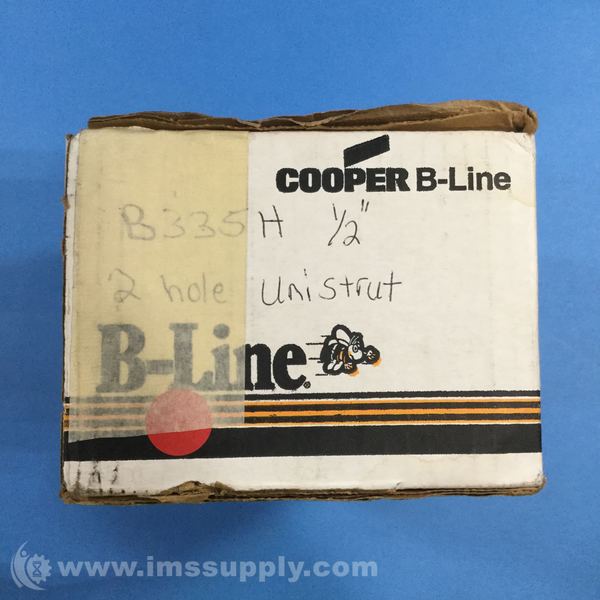 COOPER B-Line
B335H 1/2"
2 hole Unistrut
B-Line®
www.imssupply.com